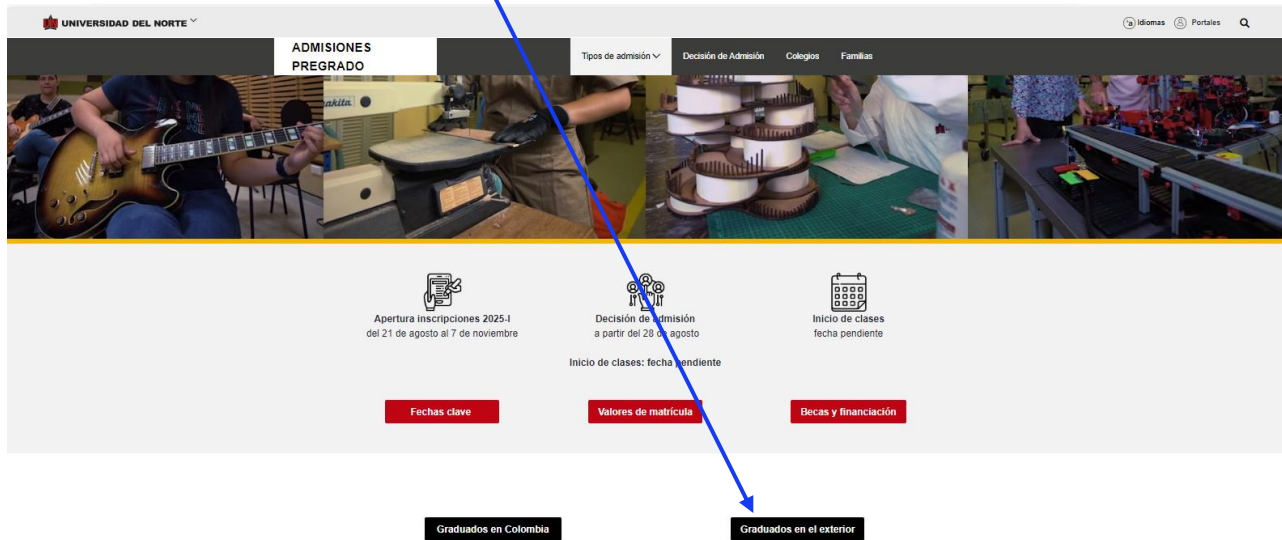 UNIVERSIDAD DEL NORTE
Idiomas Portales
ADMISIONES
PREGRADO
Tipos de admisión Decisión de Admisión Colegios Familias
makita
Apertura inscripciones 2025-I
del 21 de agosto al 7 de noviembre
Decisión de admisión
a partir del 28 de agosto
Inicio de clases
fecha pendiente
Inicio de clases: fecha pendiente
Fechas clave Valores de matrícula Becas y financiación
Graduados en Colombia Graduados en el exterior